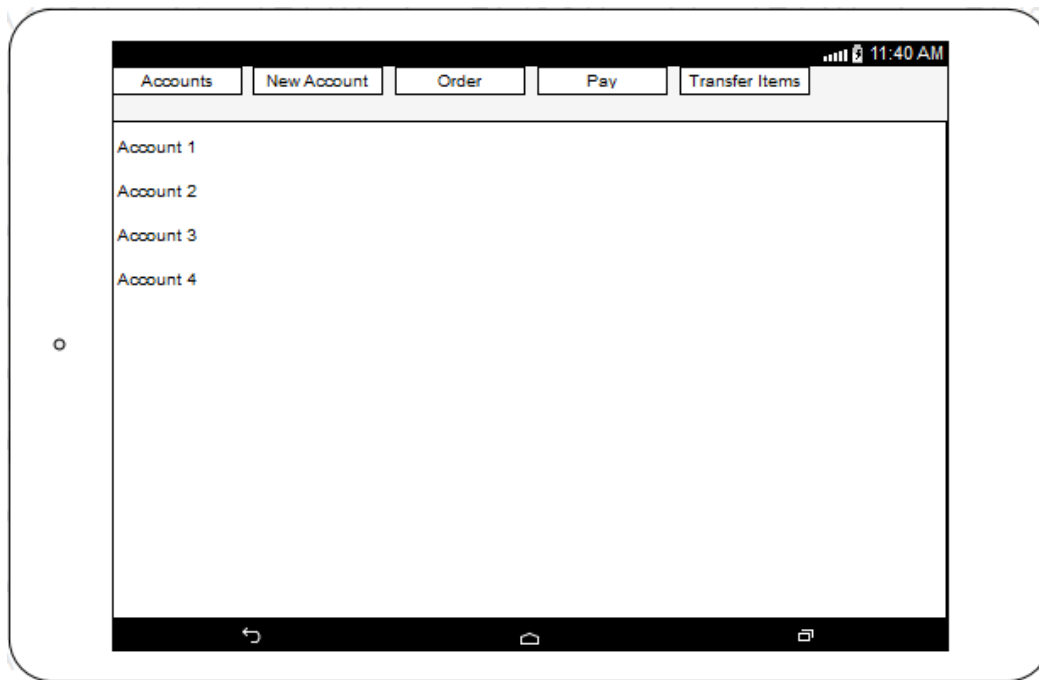 11:40 AM
Accounts New Account Order Pay Transfer Items
Account 1
Account 2
Account 3
Account 4